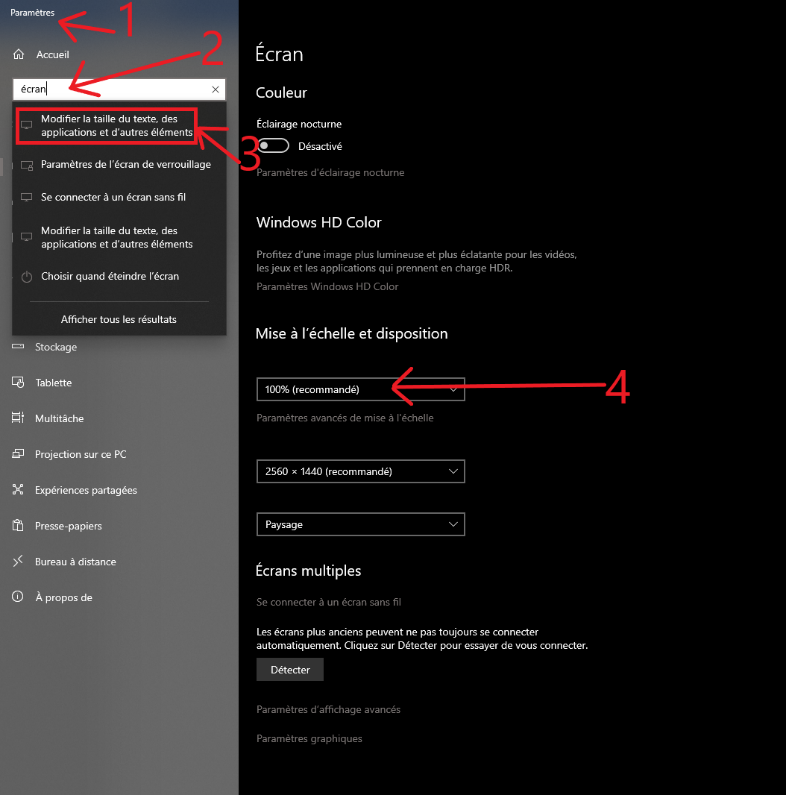 Paramètres
1
Accueil
2
écran
Modifier la taille du texte, des
applications et d'autres éléments
3
Paramètres de l'écran de verrouillage
Se connecter à un écran sans fil
Modifier la taille du texte, des
applications et d'autres éléments
Choisir quand éteindre l'écran
Afficher tous les résultats
Stockage
Tablette
Multitâche
Projection sur ce PC
Expériences partagées
Presse-papiers
Bureau à distance
À propos de
Écran
Couleur
Éclairage nocturne
Désactivé
Paramètres d'éclairage nocturne
Windows HD Color
Profitez d'une image plus lumineuse et plus éclatante pour les vidéos,
les jeux et les applications qui prennent en charge HDR.
Paramètres Windows HD Color
Mise à l'échelle et disposition
100% (recommandé)
4
Paramètres avancés de mise à l'échelle
2560 × 1440 (recommandé)
Paysage
Écrans multiples
Se connecter à un écran sans fil
Les écrans plus anciens peuvent ne pas toujours se connecter
automatiquement. Cliquez sur Détecter pour essayer de vous connecter.
Détecter
Paramètres d'affichage avancés
Paramètres graphiques